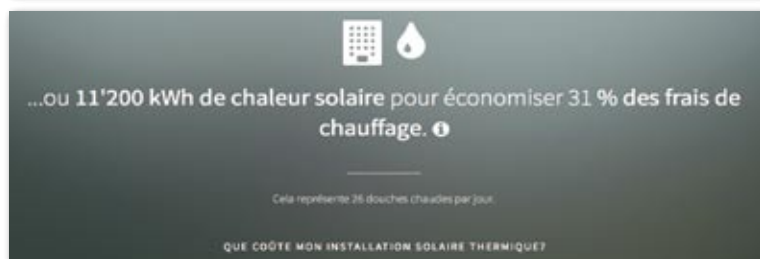 ...ou 11'200 kWh de chaleur solaire pour économiser 31 % des frais de
chauffage.
Cela représente 26 douches chaudes par jour.
QUE COÛTE MON INSTALLATION SOLAIRE THERMIQUE?